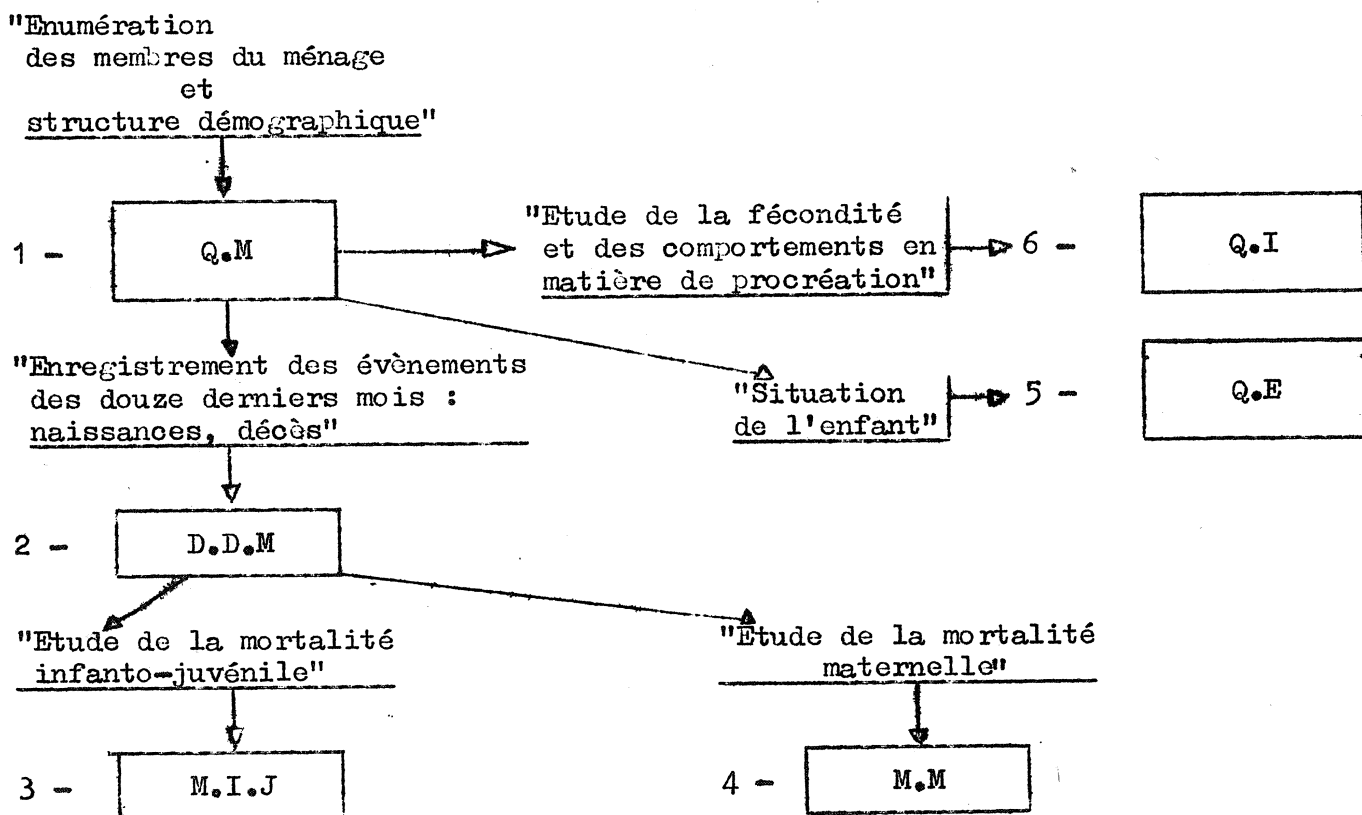 "Enumération
des membres du ménage
et
structure démographique"
1 - Q.M
"Etude de la fécondité
et des comportements en
matière de procréation"
6 - Q.I
"Enregistrement des évènements
des douze derniers mois :
naissances, décès"
"Situation
de l'enfant"
5 - Q.E
2 - D.D.M
"Etude de la mortalité
infanto-juvénile"
"Etude de la mortalité
maternelle"
3 - M.I.J
4 - M.M